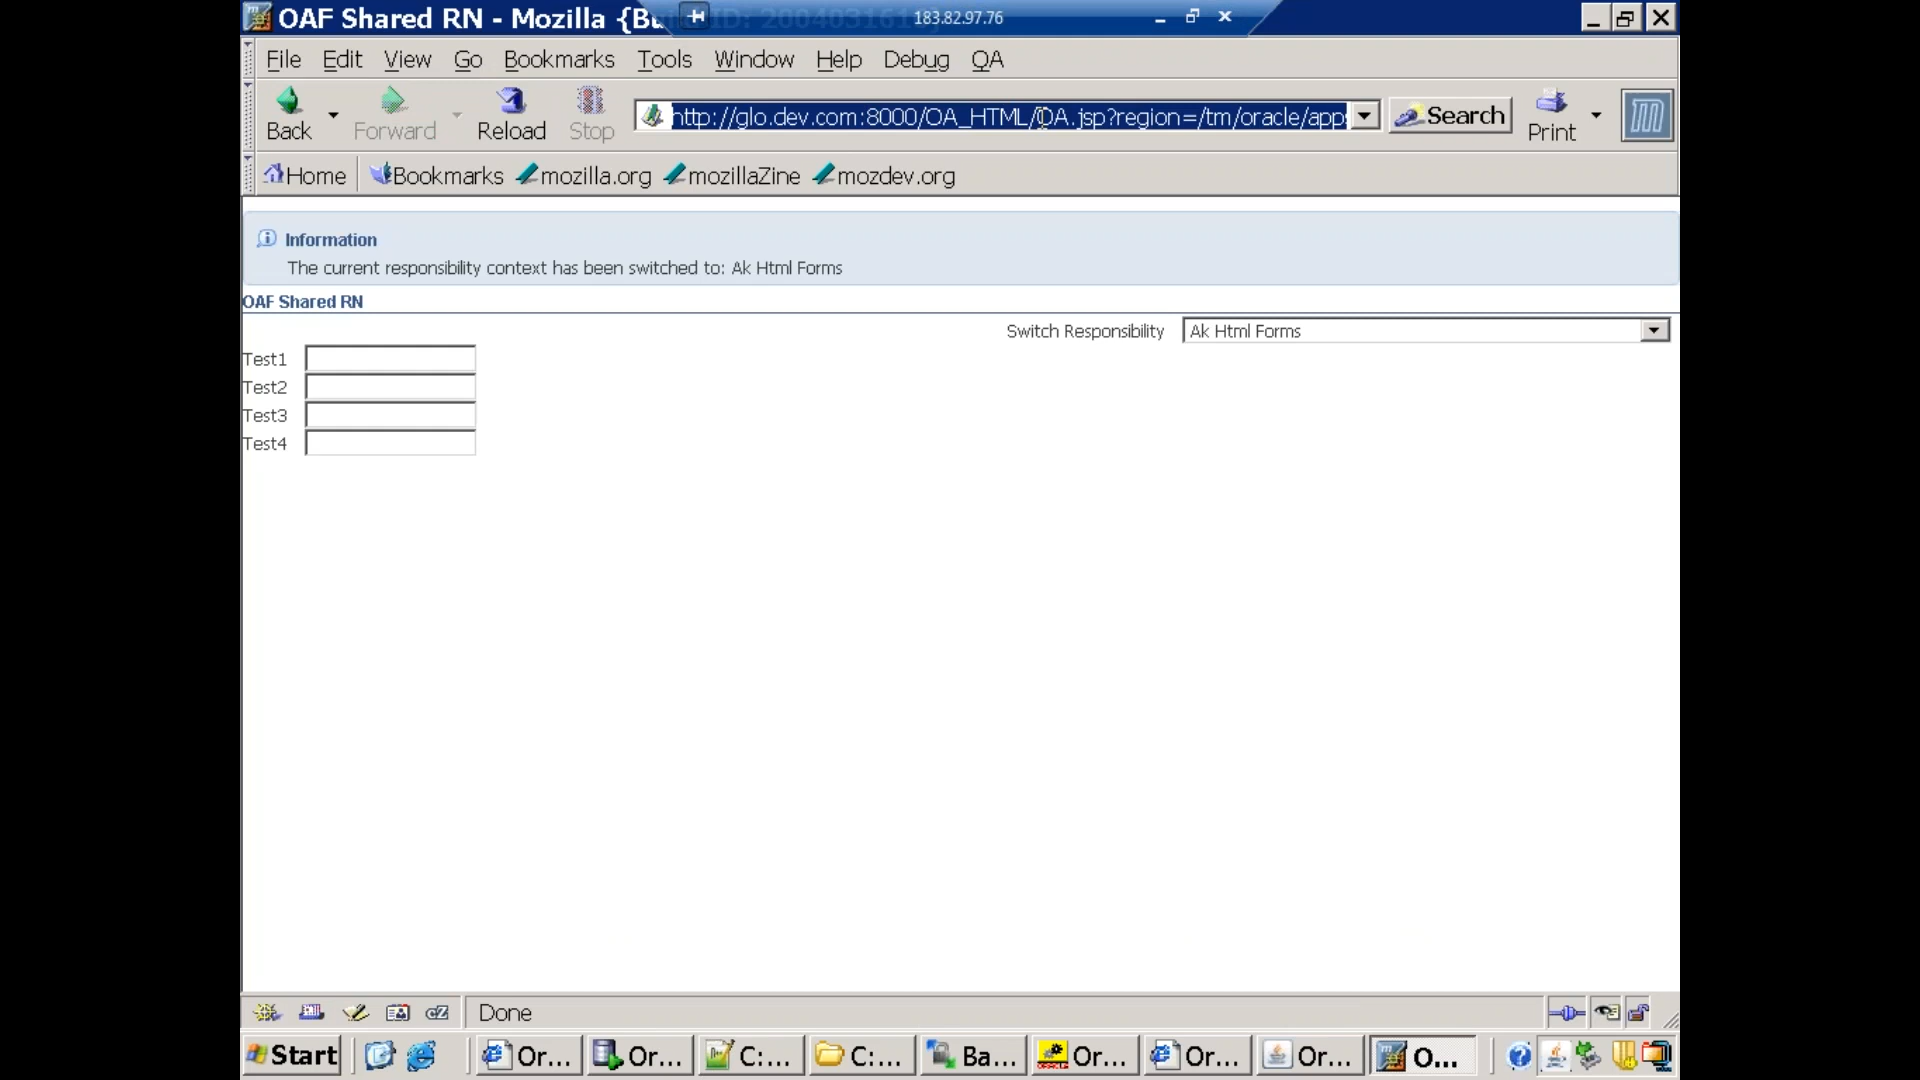 OAF Shared RN - Mozilla {Bu
183.82.97.76
File Edit View Go Bookmarks Tools Window Help Debug QA
Back Forward Reload Stop http://glo.dev.com:8000/OA_HTML/OA.jsp?region=/tm/oracle/app Search Print
Home Bookmarks mozilla.org mozillaZine mozdev.org
Information
The current responsibility context has been switched to: Ak Html Forms
OAF Shared RN
Switch Responsibility Ak Html Forms
Test1
Test2
Test3
Test4
Done
Start Or... Or... C:... C:... Ba... Or... Or... Or... O...